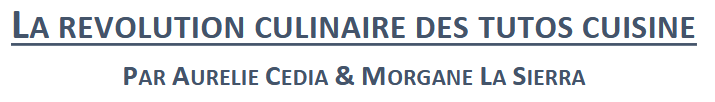 LA REVOLUTION CULINAIRE DES TUTOS CUISINE
PAR AURELIE CEDIA & MORGANE LA SIERRA